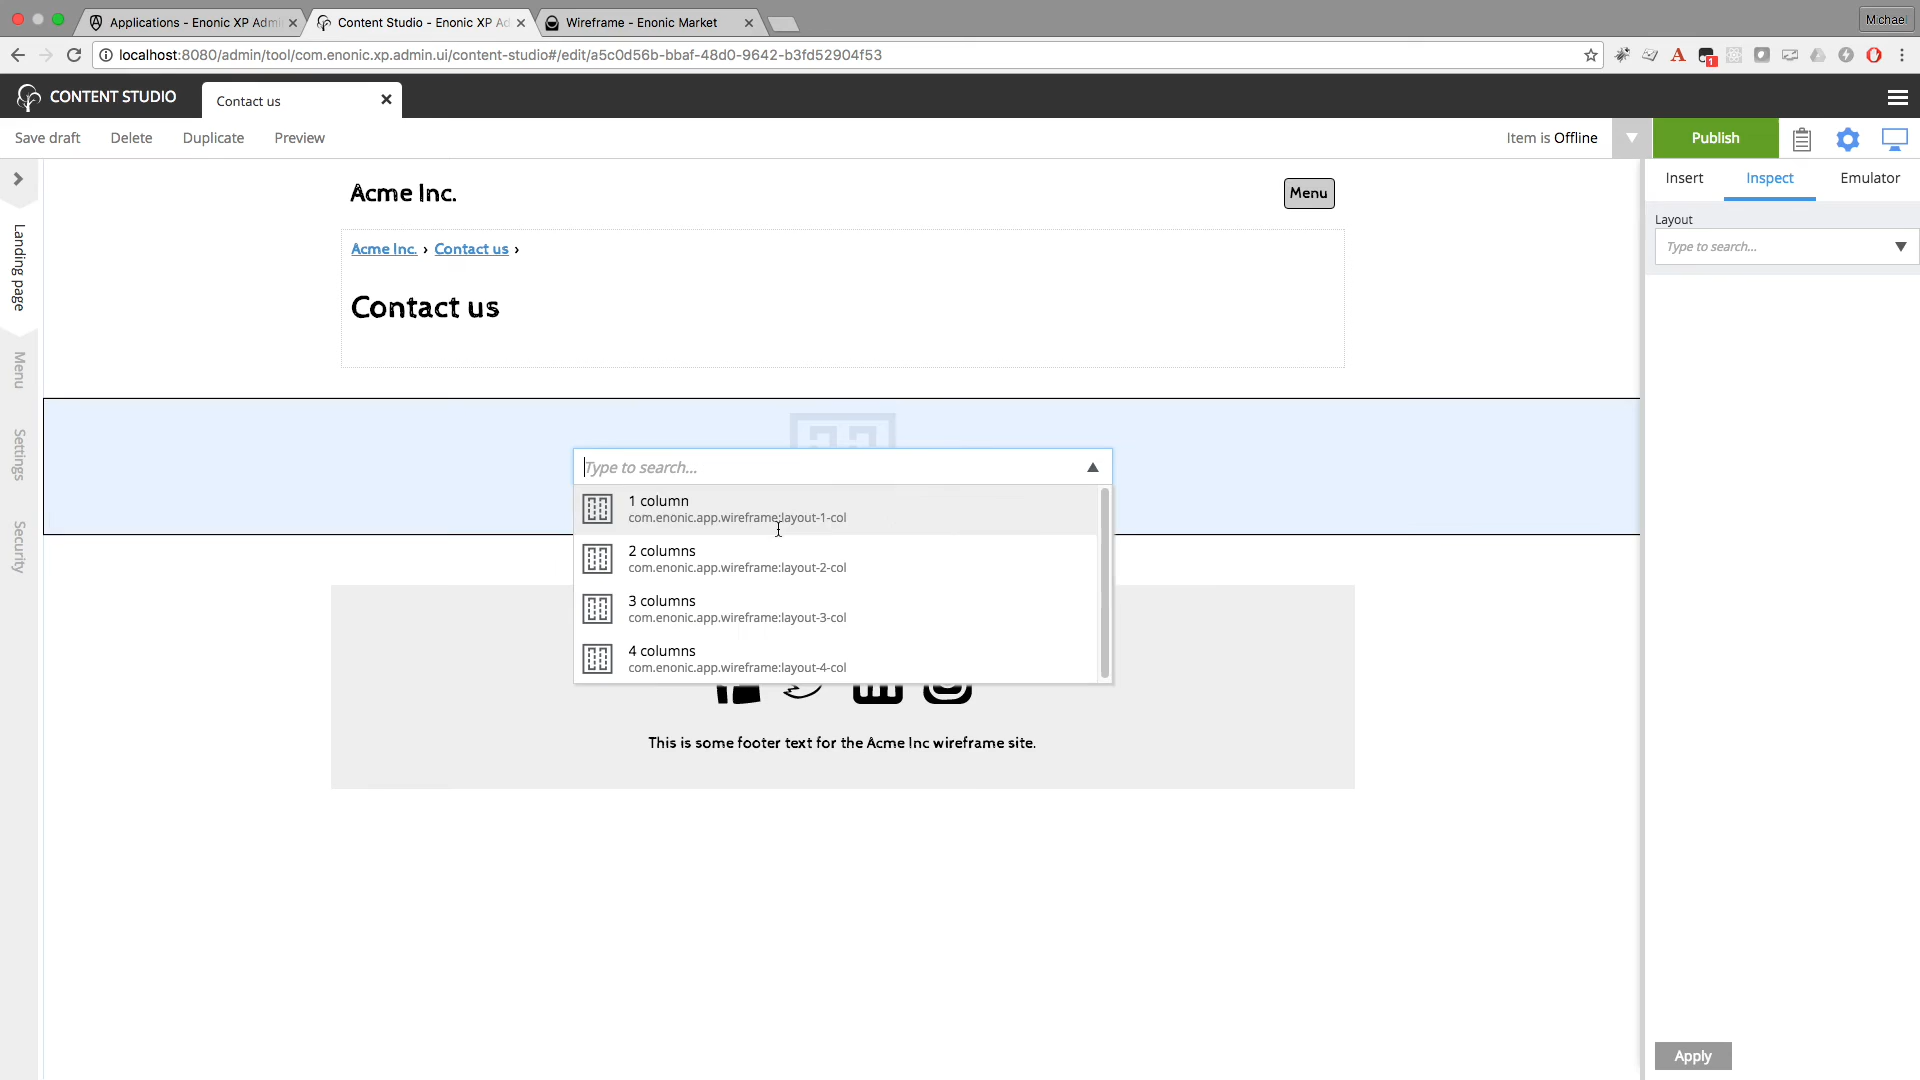 Applications - Enonic XP Admi
Content Studio - Enonic XP Ad
Wireframe - Enonic Market
Michael
localhost:8080/admin/tool/com.enonic.xp.admin.ui/content-studio#/edit/a5c0d56b-bbaf-48d0-9642-b3fd52904f53
A
1
CONTENT STUDIO
Contact us
Save draft
Delete
Duplicate
Preview
Item is Offline
Publish
Insert
Inspect
Emulator
Layout
Type to search...
Landing page
Menu
Settings
Security
Acme Inc.
Menu
Acme Inc. › Contact us ›
Contact us
Type to search...
1 column
com.enonic.app.wireframe:layout-1-col
2 columns
com.enonic.app.wireframe:layout-2-col
3 columns
com.enonic.app.wireframe:layout-3-col
4 columns
com.enonic.app.wireframe:layout-4-col
This is some footer text for the Acme Inc wireframe site.
Apply